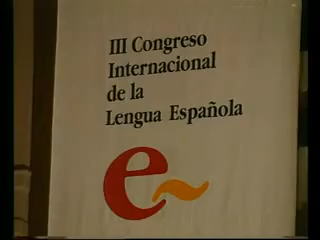 III Congreso
Internacional
de la
Lengua Española
e~